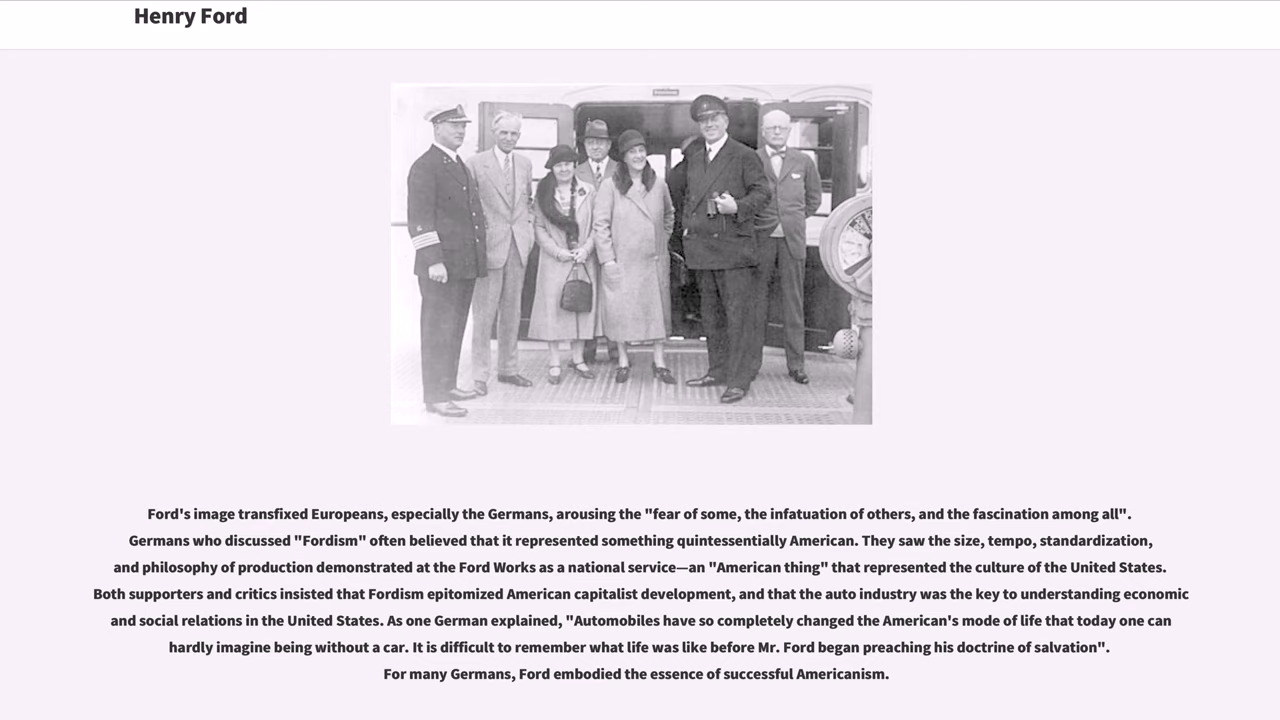 Henry Ford
Ford's image transfixed Europeans, especially the Germans, arousing the "fear of some, the infatuation of others, and the fascination among all".
Germans who discussed "Fordism" often believed that it represented something quintessentially American. They saw the size, tempo, standardization,
and philosophy of production demonstrated at the Ford Works as a national service—an "American thing" that represented the culture of the United States.
Both supporters and critics insisted that Fordism epitomized American capitalist development, and that the auto industry was the key to understanding economic
and social relations in the United States. As one German explained, "Automobiles have so completely changed the American's mode of life that today one can
hardly imagine being without a car. It is difficult to remember what life was like before Mr. Ford began preaching his doctrine of salvation".
For many Germans, Ford embodied the essence of successful Americanism.